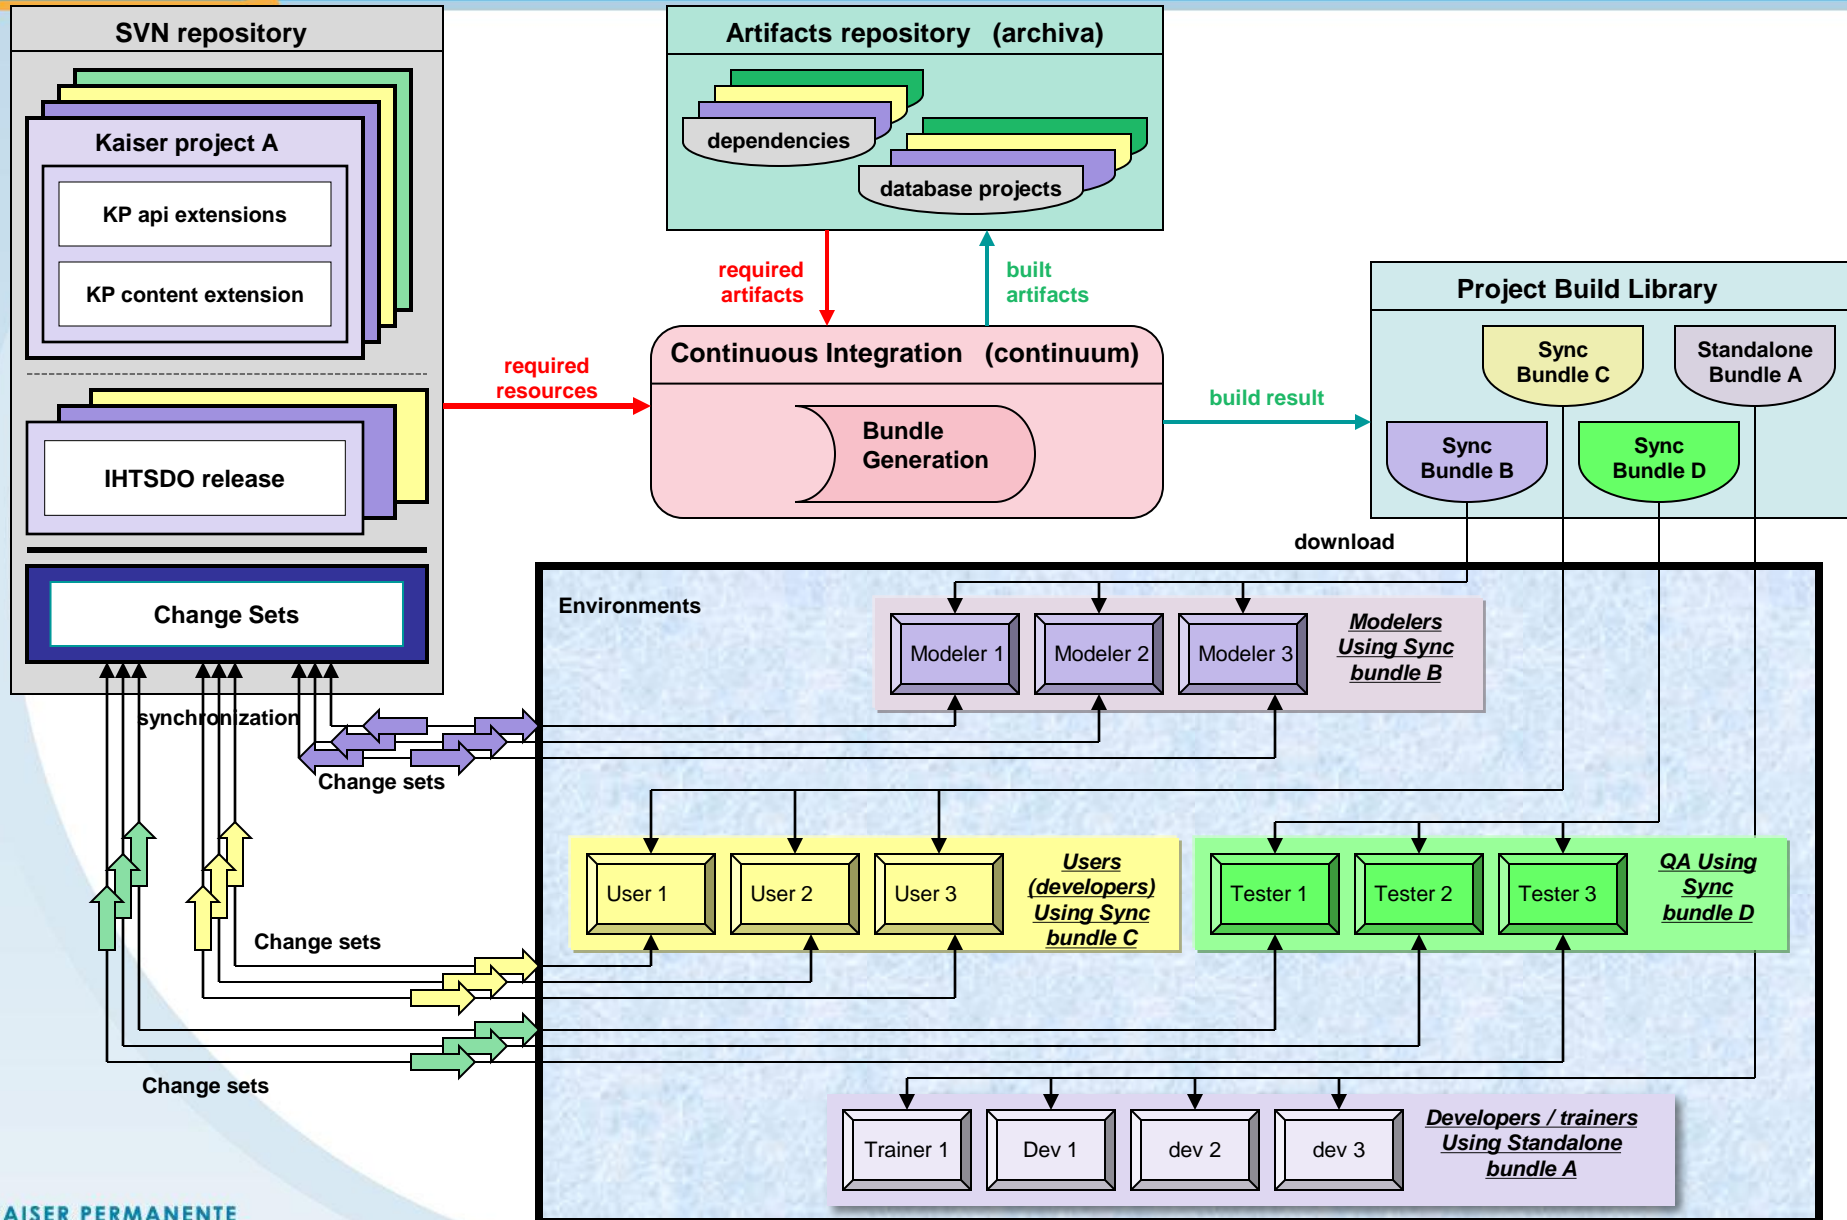 SVN repository
Kaiser project A
KP api extensions
KP content extension
IHTSDO release
Change Sets
Artifacts repository (archiva)
dependencies
database projects
required
artifacts
built
artifacts
required
resources
Continuous Integration (continuum)
Bundle
Generation
build result
Project Build Library
Sync
Bundle C
Standalone
Bundle A
Sync
Bundle B
Sync
Bundle D
download
Environments
Modeler 1
Modeler 2
Modeler 3
Modelers
Using Sync
bundle B
synchronization
Change sets
User 1
User 2
User 3
Users
(developers)
Using Sync
bundle C
Tester 1
Tester 2
Tester 3
QA Using
Sync
bundle D
Change sets
Change sets
Trainer 1
Dev 1
dev 2
dev 3
Developers / trainers
Using Standalone
bundle A
AISER PERMANENTE